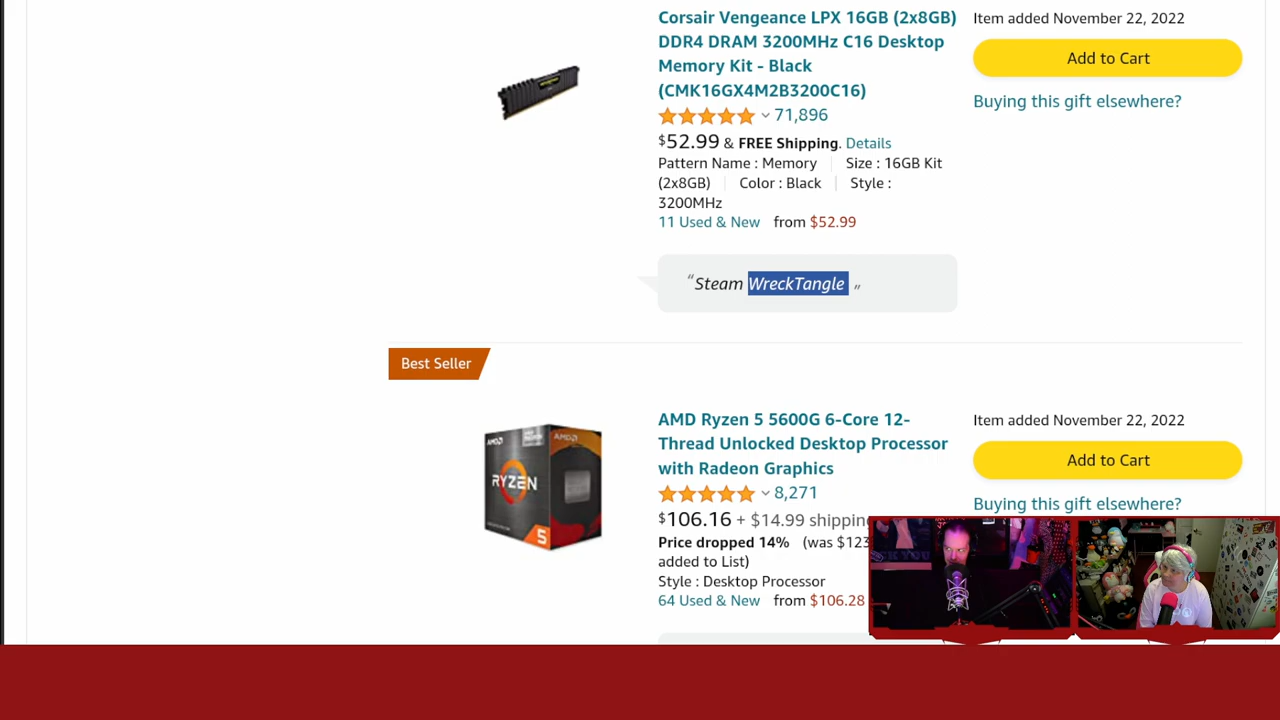 Corsair Vengeance LPX 16GB (2x8GB)
DDR4 DRAM 3200MHz C16 Desktop
Memory Kit - Black
(CMK16GX4M2B3200C16)
71,896
$52.99 & FREE Shipping. Details
Pattern Name : Memory Size : 16GB Kit
(2x8GB) Color : Black Style :
3200MHz
11 Used & New from $52.99
Item added November 22, 2022
Add to Cart
Buying this gift elsewhere?
“Steam WreckTangle „
Best Seller
AMD Ryzen 5 5600G 6-Core 12-
Thread Unlocked Desktop Processor
with Radeon Graphics
8,271
$106.16 + $14.99 shipping
Price dropped 14% (was $123
added to List)
Style : Desktop Processor
64 Used & New from $106.28
Item added November 22, 2022
Add to Cart
Buying this gift elsewhere?
AMD
AMD
RYZEN
5